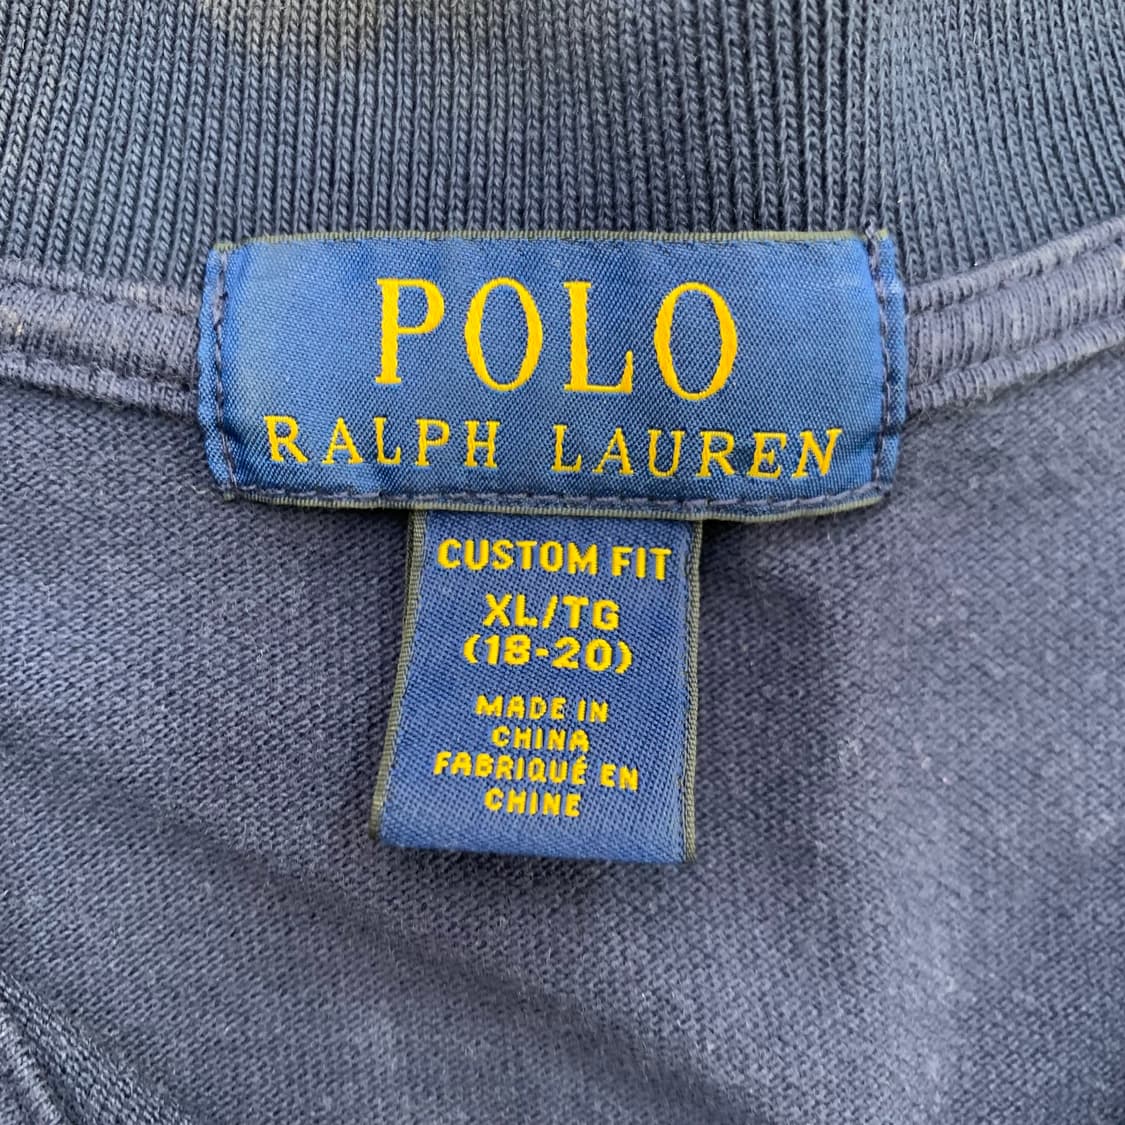 POLO
RALPH LAUREN
CUSTOM FIT
XL/TG
(18-20)
MADE IN
CHINA
FABRIQUÉ EN
CHINE